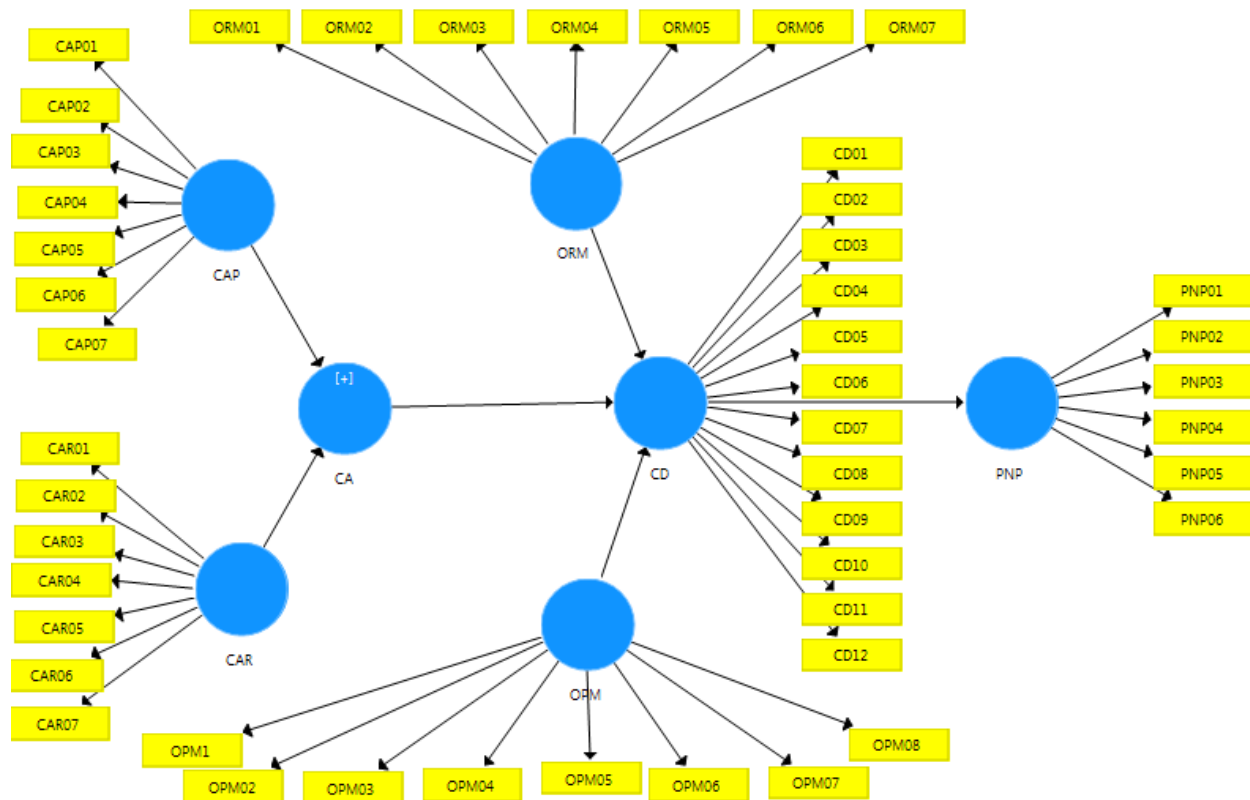 ORM01
ORM02
ORM03
ORM04
ORM05
ORM06
ORM07
CAP01
CAP02
CAP03
CAP04
CAP05
CAP06
CAP07
CAP
ORM
CD01
CD02
CD03
CD04
CD05
CD06
CD07
CD08
CD09
CD10
CD11
CD12
PNP01
PNP02
PNP03
PNP04
PNP05
PNP06
[+]
CA
CD
PNP
CAR01
CAR02
CAR03
CAR04
CAR05
CAR06
CAR07
CAR
OPM
OPM1
OPM02
OPM03
OPM04
OPM05
OPM06
OPM07
OPM08